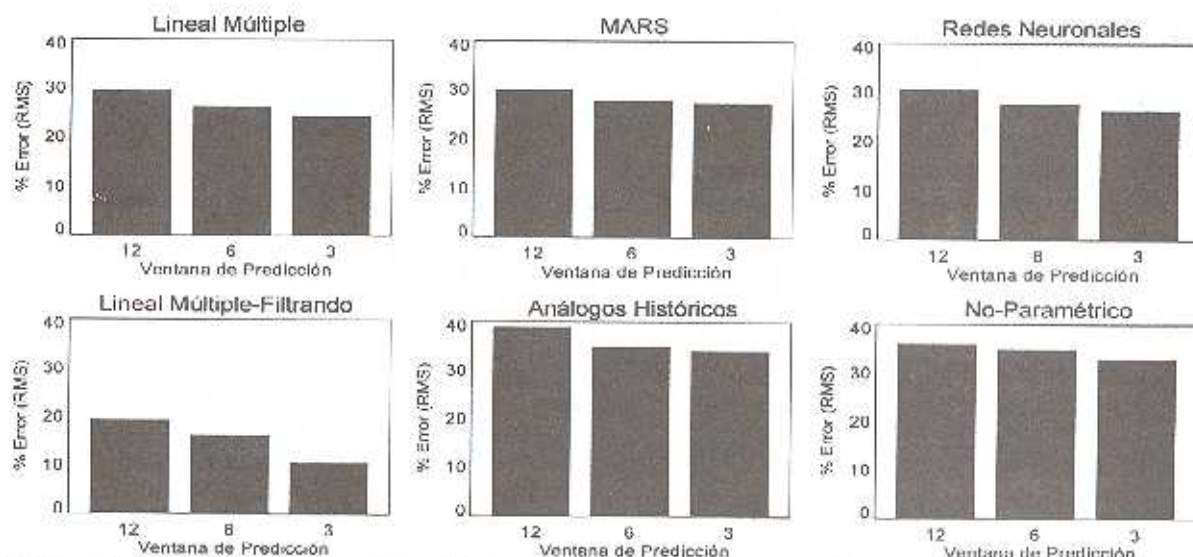 Lineal Múltiple
40
30
20
10
0
% Error (RMS)
12 6 3
Ventana de Predicción
MARS
40
30
20
10
0
% Error (RMS)
12 6 3
Ventana de Predicción
Redes Neuronales
40
30
20
10
0
% Error (RMS)
12 8 3
Ventana de Predicción
Lineal Múltiple-Filtrando
40
30
20
10
0
% Error (RMS)
12 8 3
Ventana de Predicción
Análogos Históricos
40
30
20
10
0
% Error (RMS)
12 6 3
Ventana de Predicción
No-Paramétrico
40
30
20
10
0
% Error (RMS)
12 6 3
Ventana de Predicción